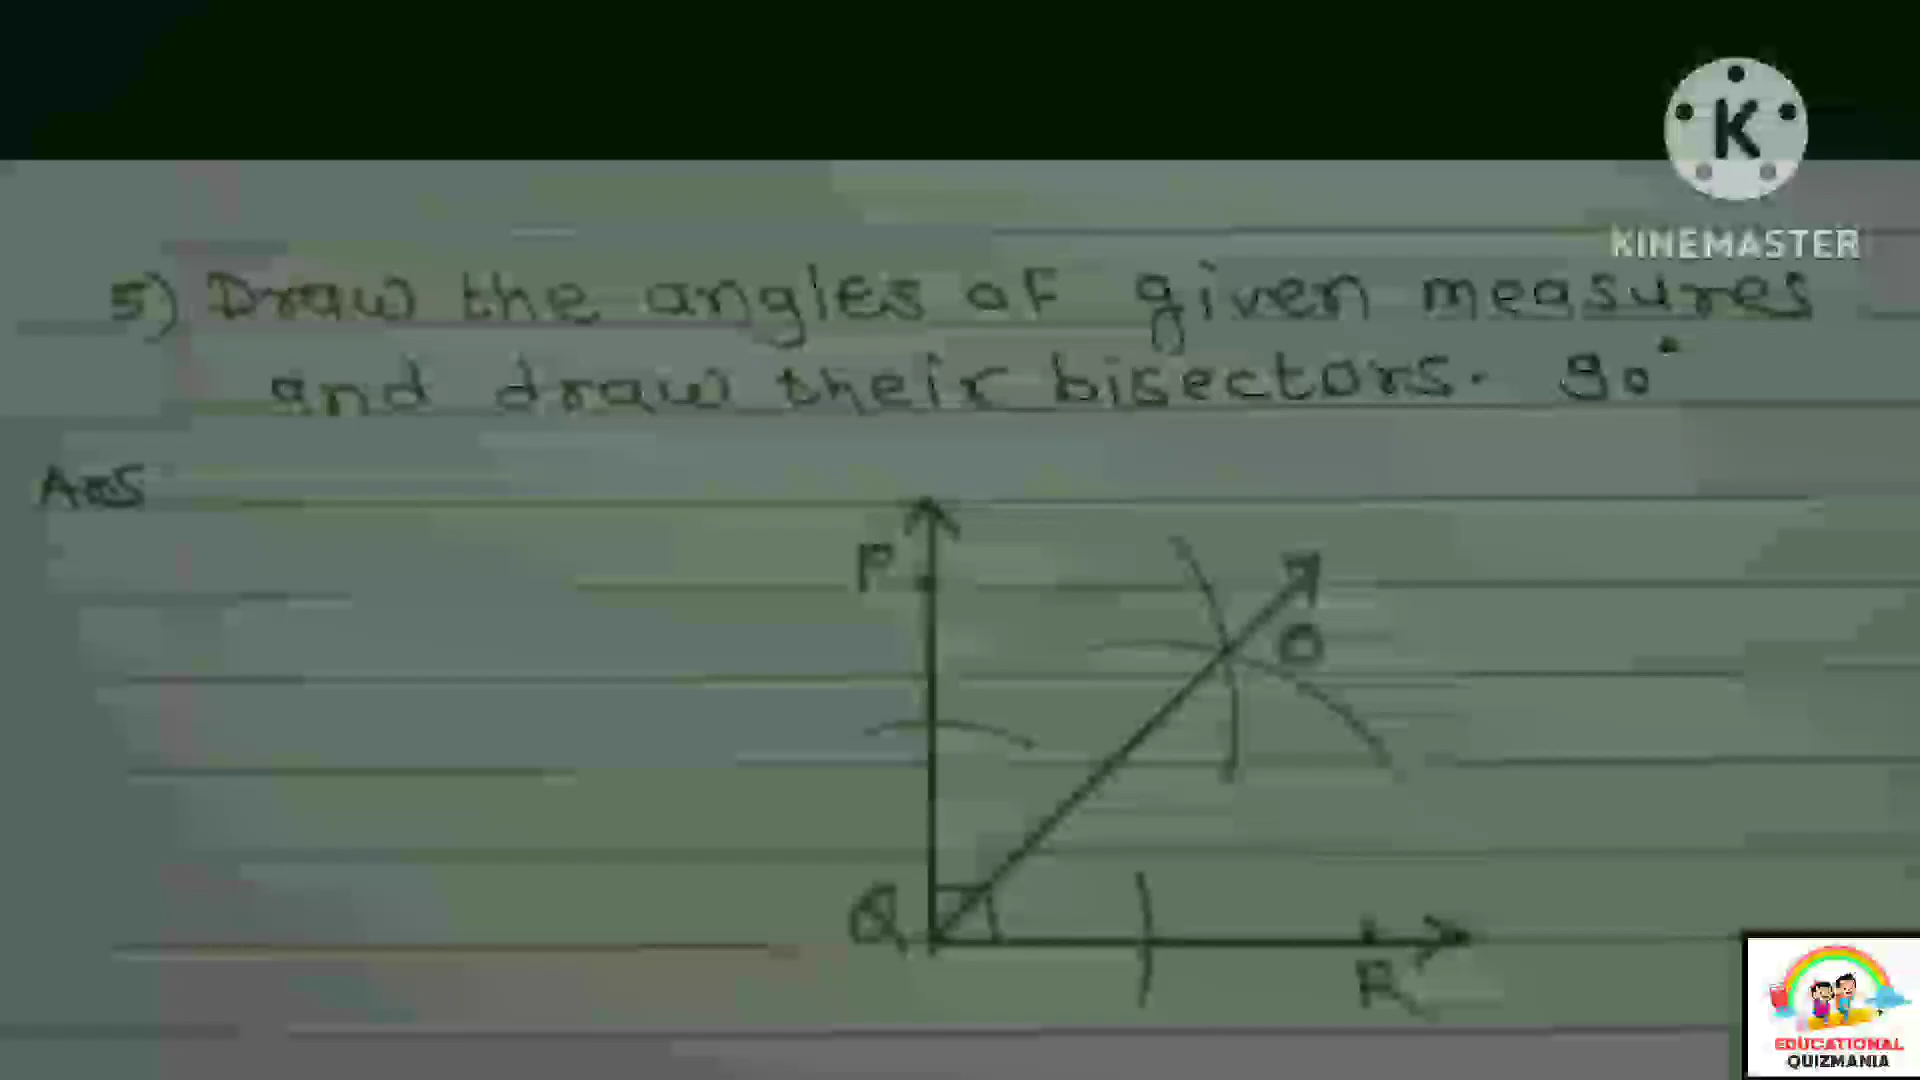 K
KINEMASTER
5) Draw the angles of given measures
and draw their bisectors. 90°
Ans
P
O
Q
R
EDUCATIONAL
QUIZMANIA